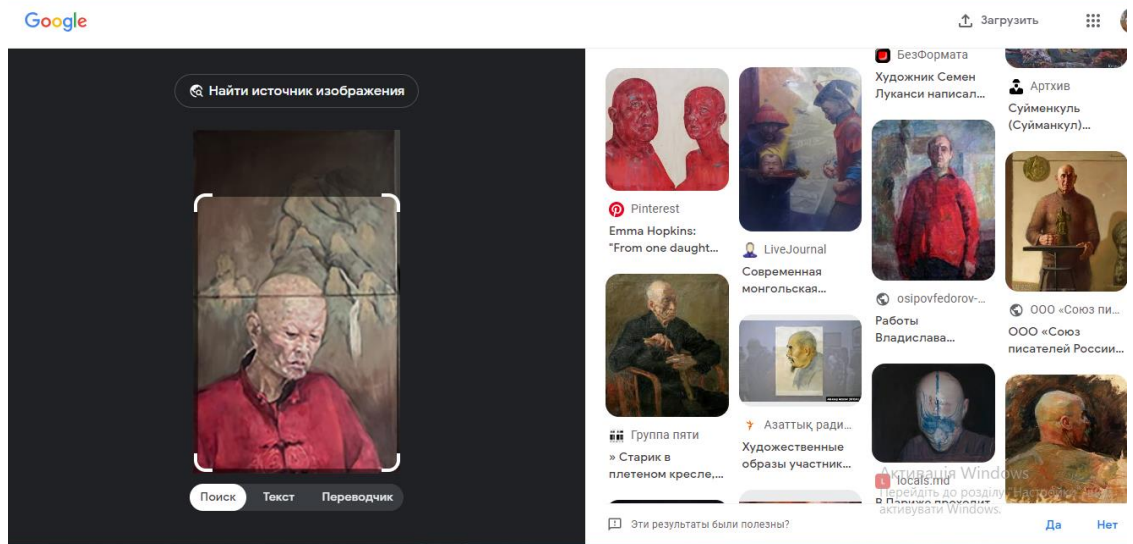 Google
Загрузить
Найти источник изображения
Поиск
Текст
Переводчик
Pinterest
Emma Hopkins:
"From one daught...
Группа пяти
» Старик в
плетеном кресле,...
LiveJournal
Современная
монгольская...
Азаттық ради...
Художественные
образы участник...
БезФормата
Художник Семен
Луканси написал...
osipovfedorov-...
Работы
Владислава...
locals.md
В Париже проходит
Артхив
Суйменкуль
(Суйманкул)...
ООО «Союз пи...
ООО «Союз
писателей России...
Активація Windows
Перейдіть до розділу
активувати Windows.
Эти результаты были полезны?
Да
Нет